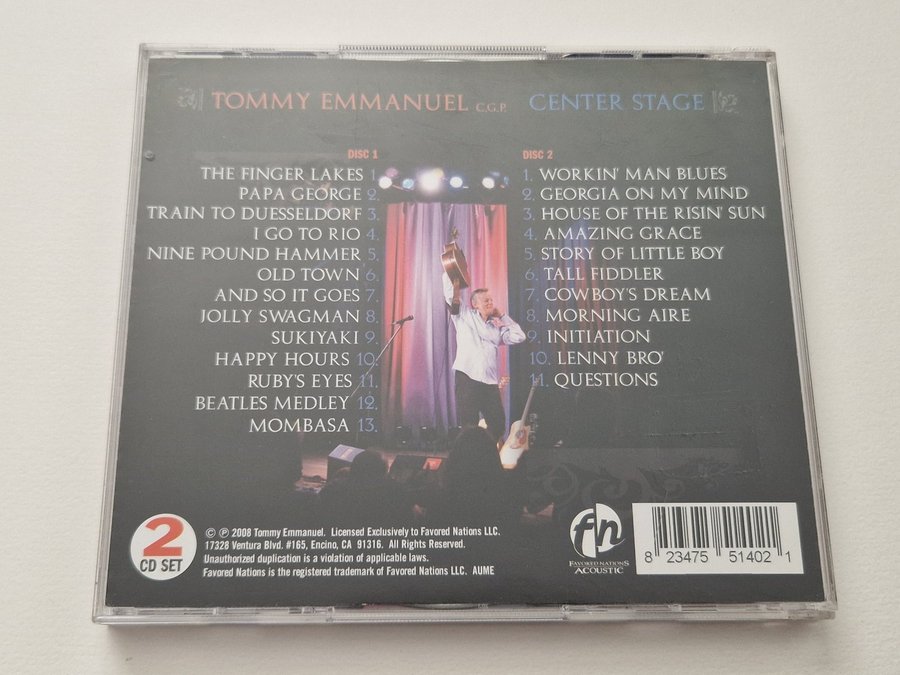 TOMMY EMMANUEL C.G.P. CENTER STAGE
DISC 1
THE FINGER LAKES 1.
PAPA GEORGE 2.
TRAIN TO DUESSELDORF 3.
I GO TO RIO 4.
NINE POUND HAMMER 5.
OLD TOWN 6.
AND SO IT GOES 7.
JOLLY SWAGMAN 8.
SUKIYAKI 9.
HAPPY HOURS 10.
RUBY'S EYES 11.
BEATLES MEDLEY 12.
MOMBASA 13.
DISC 2
1. WORKIN' MAN BLUES
2. GEORGIA ON MY MIND
3. HOUSE OF THE RISIN' SUN
4. AMAZING GRACE
5. STORY OF LITTLE BOY
6. TALL FIDDLER
7. COWBOY'S DREAM
8. MORNING AIRE
9. INITIATION
10. LENNY BRO'
11. QUESTIONS
2
CD SET
© ℗ 2008 Tommy Emmanuel. Licensed Exclusively to Favored Nations LLC.
17328 Ventura Blvd. #165, Encino, CA 91316. All Rights Reserved.
Unauthorized duplication is a violation of applicable laws.
Favored Nations is the registered trademark of Favored Nations LLC. AUME
fn
FAVORED NATIONS
ACOUSTIC
8 23475 51402 1